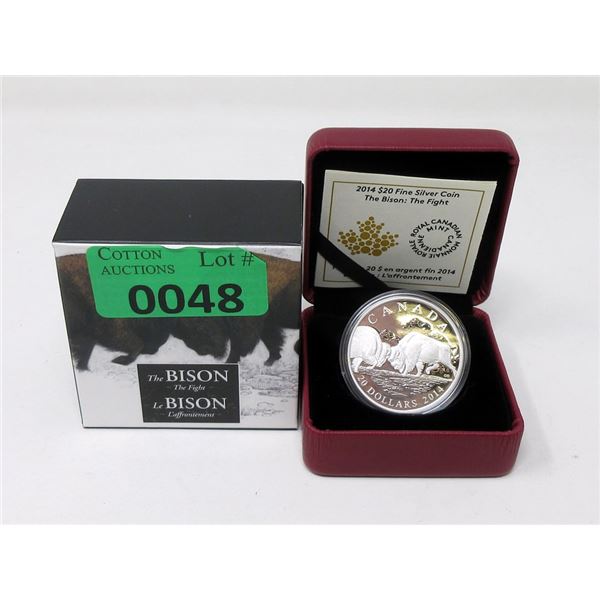 COTTON
AUCTIONS
Lot #
0048
The BISON
The Fight
Le BISON
L'affrontement
2014 $20 Fine Silver Coin
The Bison: The Fight
ROYAL CANADIAN MINT
MONNAIE ROYALE CANADIENNE
20 $ en argent fin 2014
: L'affrontement
CANADA
20 DOLLARS 2014